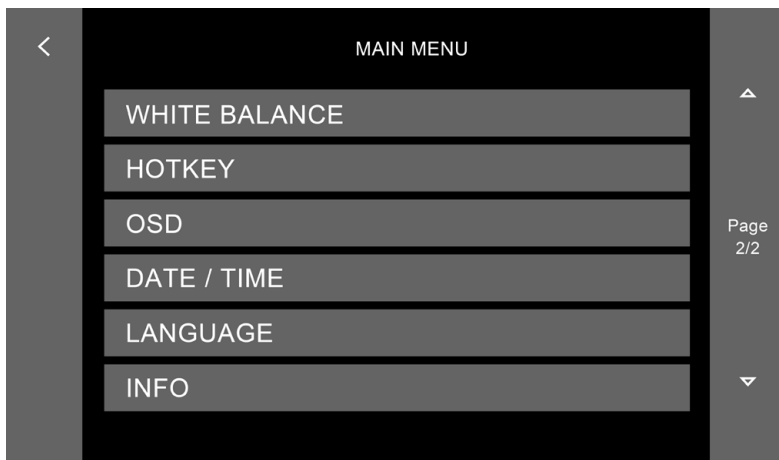 MAIN MENU
WHITE BALANCE
HOTKEY
OSD
DATE / TIME
LANGUAGE
INFO
Page
2/2